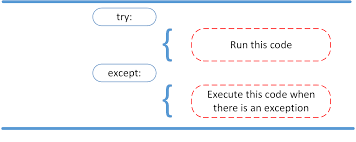 try:
Run this code
except:
Execute this code when
there is an exception